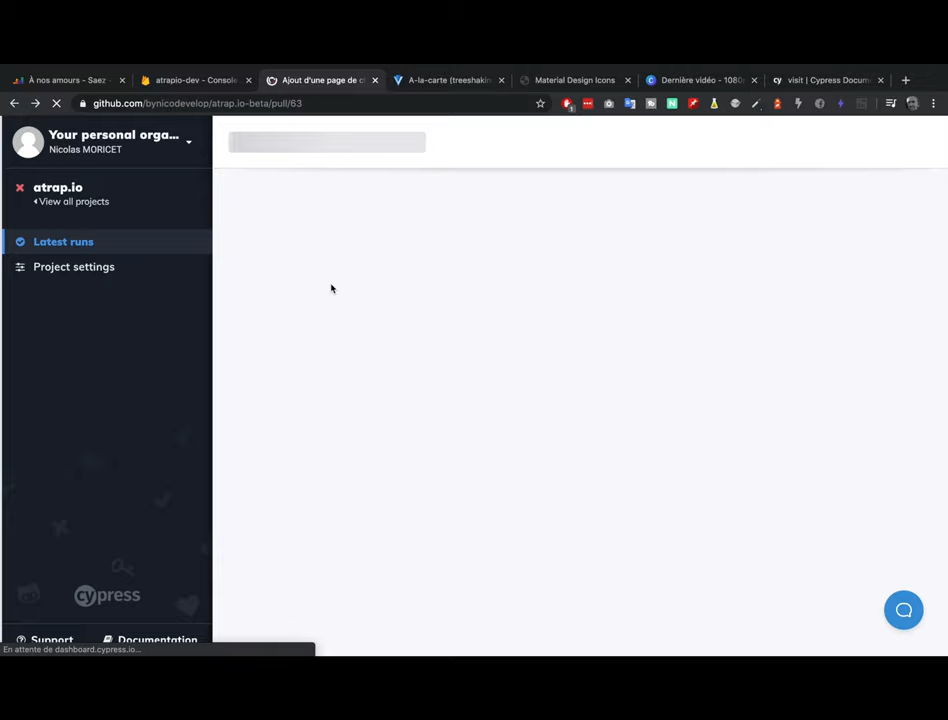 À nos amours - Saez
atrapio-dev - Console
Ajout d'une page de c
A-la-carte (treeshakin
Material Design Icons
Dernière vidéo - 1080
visit | Cypress Docum
github.com/bynicodevelop/atrap.io-beta/pull/63
Your personal orga...
Nicolas MORICET
atrap.io
View all projects
Latest runs
Project settings
cypress
Support
Documentation
En attente de dashboard.cypress.io...